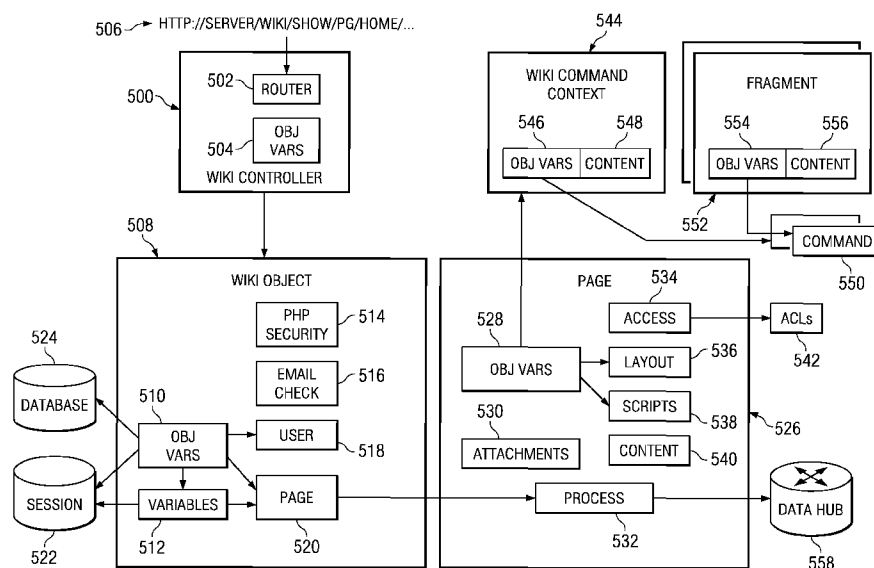 506
HTTP://SERVER/WIKI/SHOW/PG/HOME/...
500
502
ROUTER
504
OBJ
VARS
WIKI CONTROLLER
544
WIKI COMMAND
CONTEXT
546
548
OBJ VARS
CONTENT
FRAGMENT
554
556
OBJ VARS
CONTENT
552
COMMAND
550
508
WIKI OBJECT
PHP
SECURITY
514
EMAIL
CHECK
516
524
DATABASE
510
OBJ
VARS
USER
518
SESSION
522
VARIABLES
512
PAGE
520
PAGE
534
ACCESS
ACLs
542
528
OBJ VARS
LAYOUT
536
SCRIPTS
538
526
530
ATTACHMENTS
CONTENT
540
PROCESS
532
DATA HUB
558